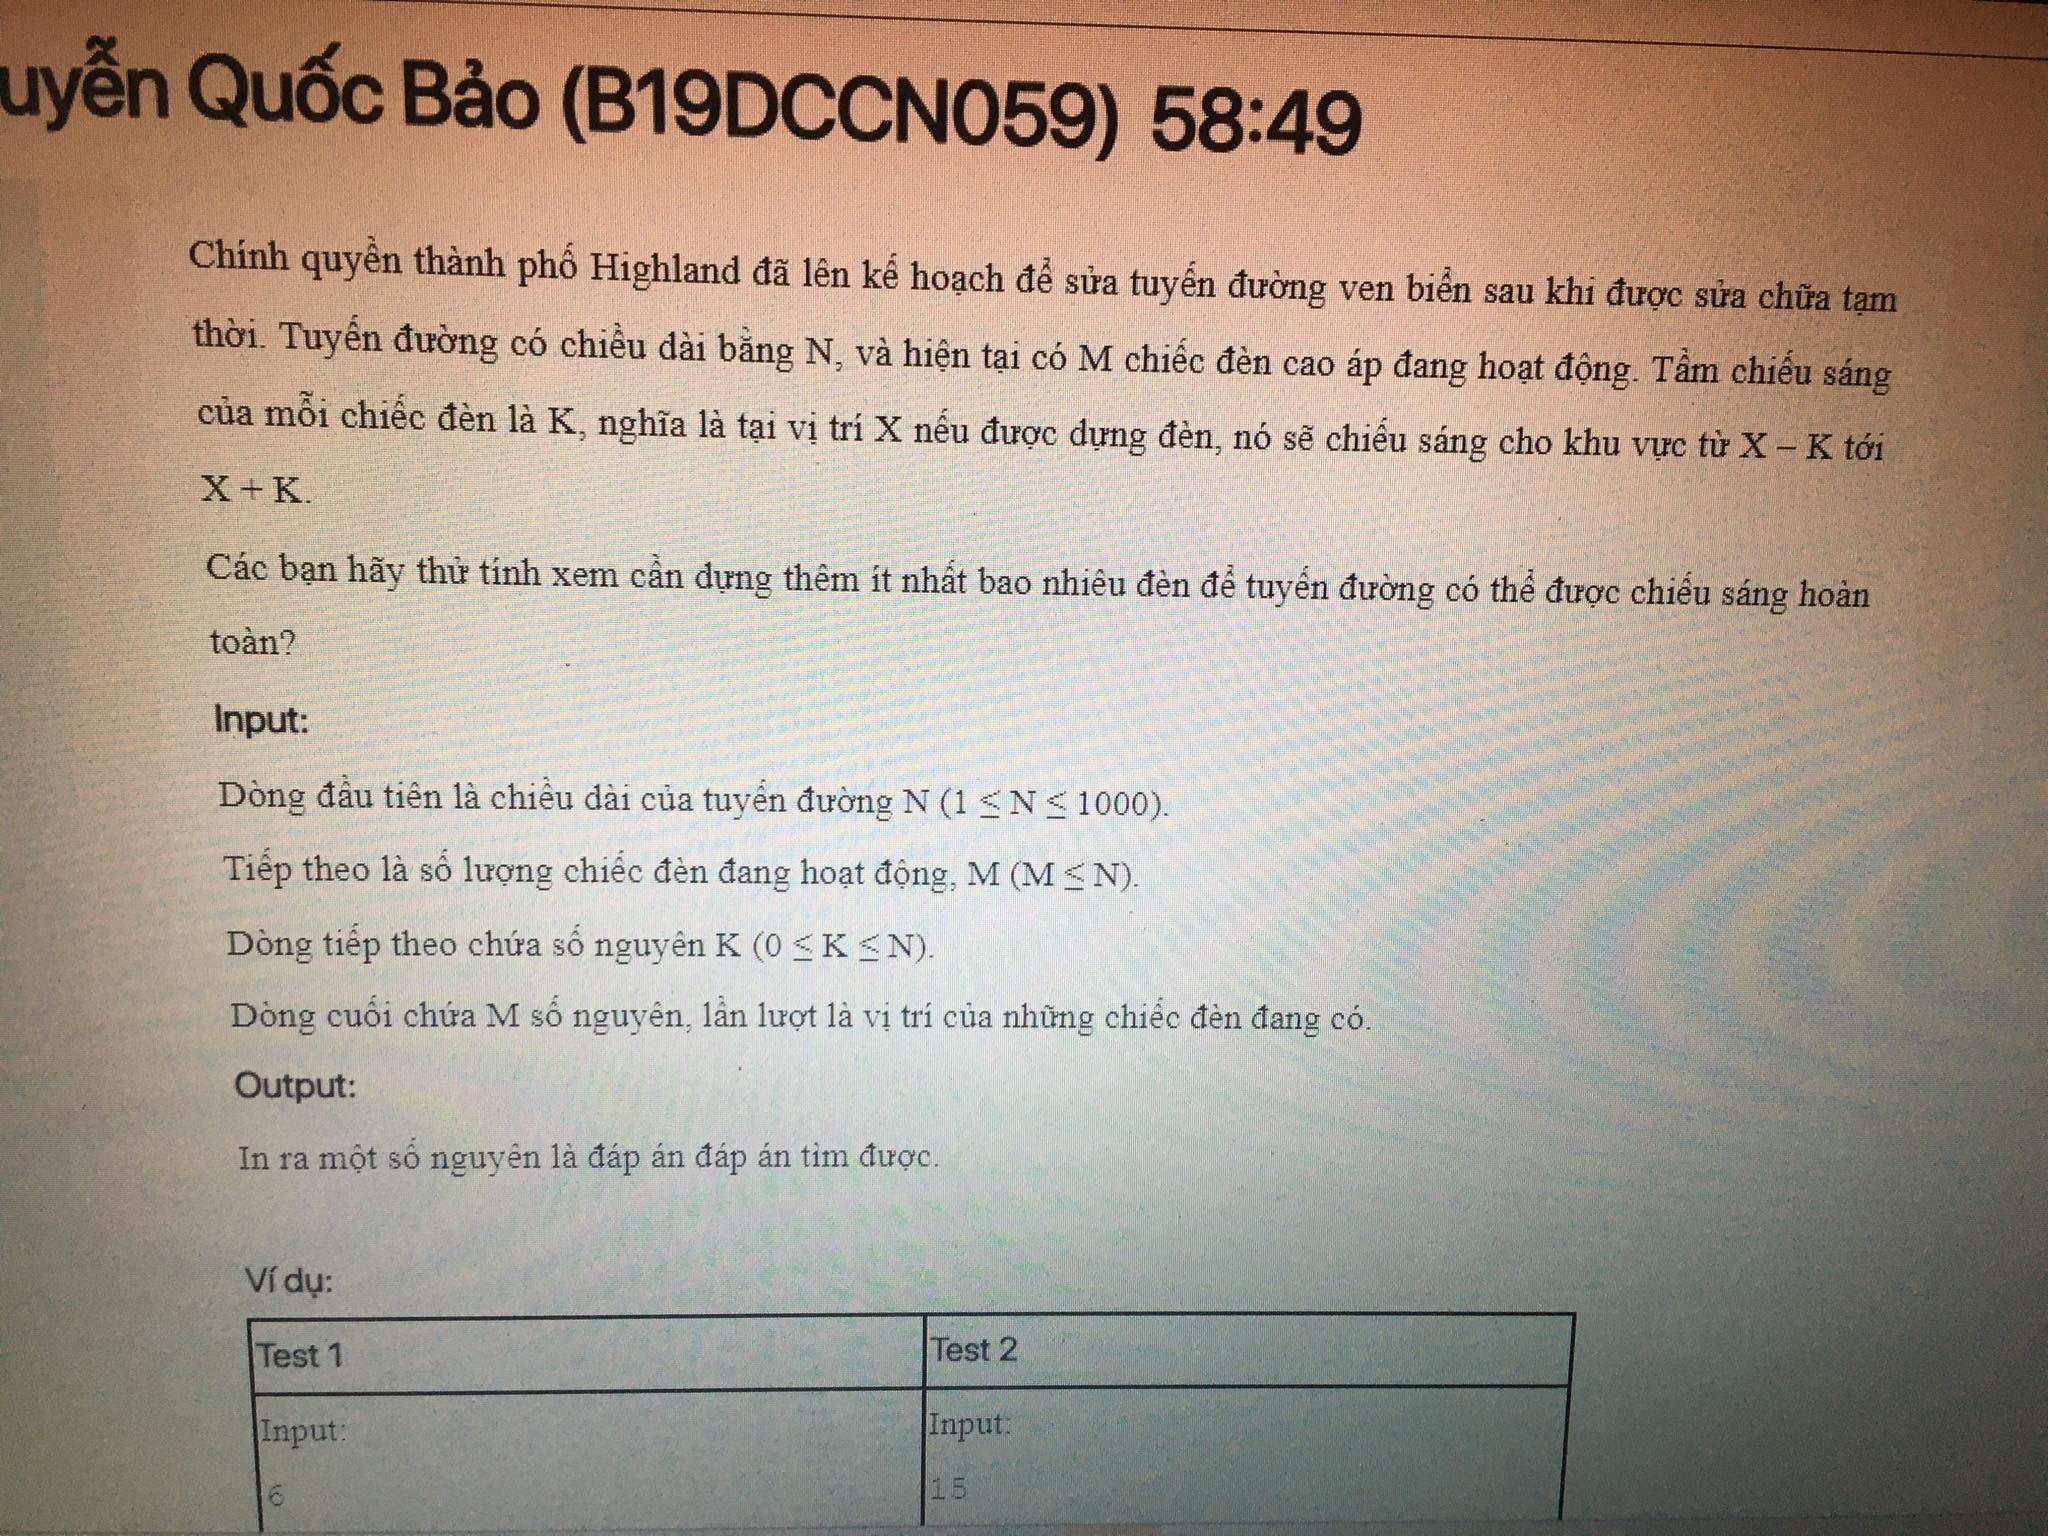 uyễn Quốc Bảo (B19DCCN059) 58:49
Chính quyền thành phố Highland đã lên kế hoạch để sửa tuyến đường ven biển sau khi được sửa chữa tạm
thời. Tuyến đường có chiều dài bằng N, và hiện tại có M chiếc đèn cao áp đang hoạt động. Tầm chiếu sáng
của mỗi chiếc đèn là K, nghĩa là tại vị trí X nếu được dựng đèn, nó sẽ chiếu sáng cho khu vực từ X – K tới
X + K.
Các bạn hãy thử tính xem cần dựng thêm ít nhất bao nhiêu đèn để tuyến đường có thể được chiếu sáng hoàn
toàn?
Input:
Dòng đầu tiên là chiều dài của tuyến đường N (1 ≤ N ≤ 1000).
Tiếp theo là số lượng chiếc đèn đang hoạt động, M (M ≤ N).
Dòng tiếp theo chứa số nguyên K (0 ≤ K ≤ N).
Dòng cuối chứa M số nguyên, lần lượt là vị trí của những chiếc đèn đang có.
Output:
In ra một số nguyên là đáp án đáp án tìm được.
Ví dụ:
Test 1 Test 2
Input: Input:
6 15